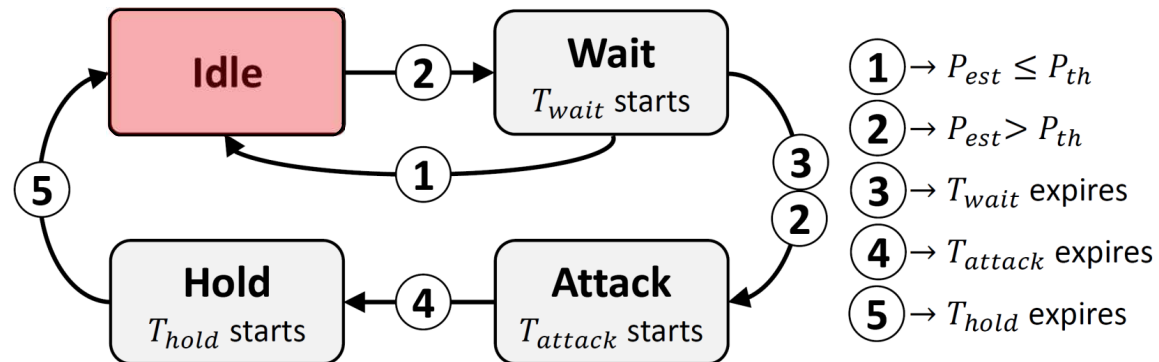 Idle
2
Wait
T_wait starts
1
3
2
5
Hold
T_hold starts
4
Attack
T_attack starts
1 → P_est ≤ P_th
2 → P_est > P_th
3 → T_wait expires
4 → T_attack expires
5 → T_hold expires